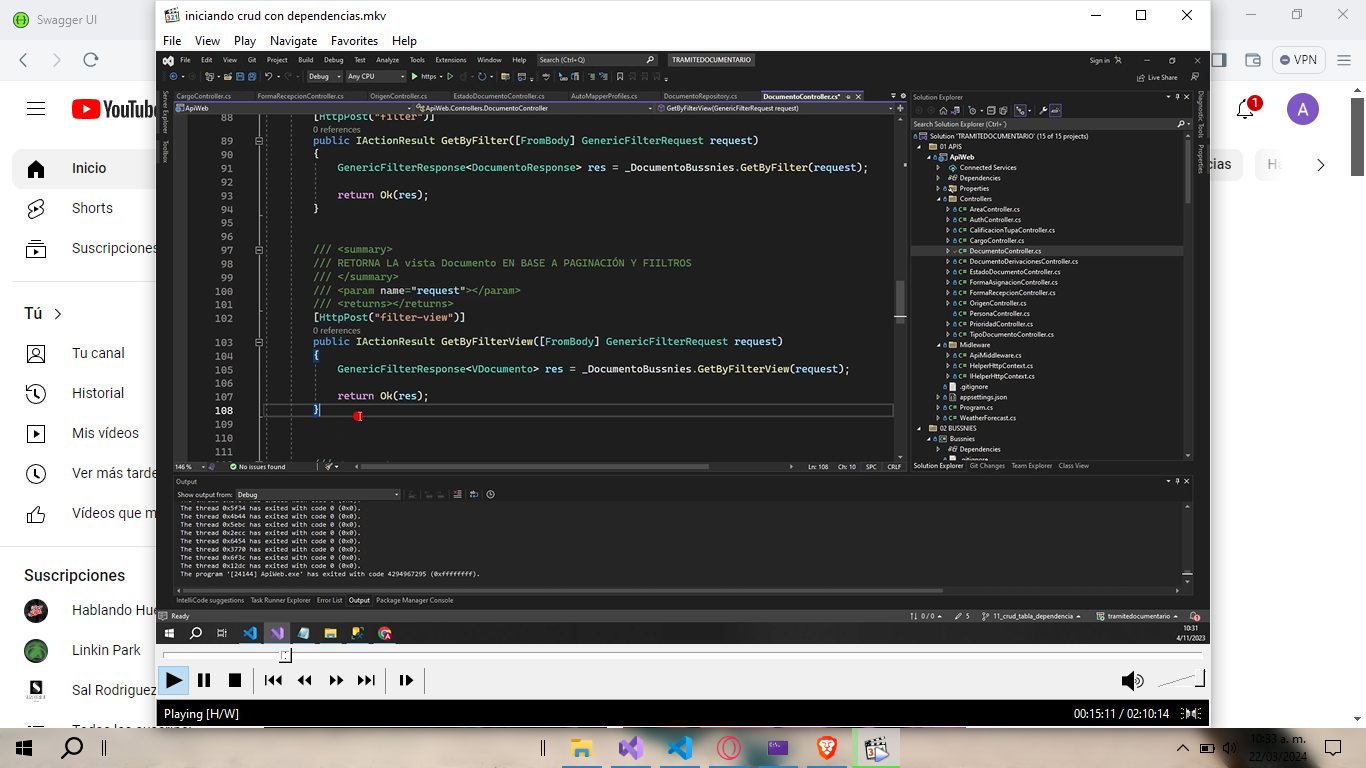 Swagger UI
VPN
YouTube
1
A
Inicio
Shorts
Suscripciones
Tú
Tu canal
Historial
Mis vídeos
Ver más tarde
Vídeos que m
Suscripciones
Hablando Hue
Linkin Park
Sal Rodriguez
iniciando crud con dependencias.mkv
File View Play Navigate Favorites Help
File Edit View Git Project Build Debug Test Analyze Tools Extensions Window Help Search (Ctrl+Q) TRAMITEDOCUMENTARIO Sign in
Debug Any CPU https Live Share
CargoController.cs FormaRecepcionController.cs OrigenController.cs EstadoDocumentoController.cs AutoMapperProfiles.cs DocumentoRepository.cs DocumentoController.cs*
ApiWeb ApiWeb.Controllers.DocumentoController GetByFilterView(GenericFilterRequest request)
Server Explorer
Toolbox
88 [HttpPost("filter")]
0 references
89 public IActionResult GetByFilter([FromBody] GenericFilterRequest request)
90 {
91 GenericFilterResponse<DocumentoResponse> res = _DocumentoBussnies.GetByFilter(request);
92
93 return Ok(res);
94 }
95
96
97 /// <summary>
98 /// RETORNA LA vista Documento EN BASE A PAGINACIÓN Y FIILTROS
99 /// </summary>
100 /// <param name="request"></param>
101 /// <returns></returns>
102 [HttpPost("filter-view")]
0 references
103 public IActionResult GetByFilterView([FromBody] GenericFilterRequest request)
104 {
105 GenericFilterResponse<VDocumento> res = _DocumentoBussnies.GetByFilterView(request);
106
107 return Ok(res);
108 }
109
110
111
146 % No issues found Ln: 108 Ch: 10 SPC CRLF
Solution Explorer
Search Solution Explorer (Ctrl+´)
Solution 'TRAMITEDOCUMENTARIO' (15 of 15 projects)
01 APIS
ApiWeb
Connected Services
Dependencies
Properties
Controllers
C# AreaController.cs
C# AuthController.cs
C# CalificacionTupaController.cs
C# CargoController.cs
C# DocumentoController.cs
C# DocumentoDerivacionesController.cs
C# EstadoDocumentoController.cs
C# FormaAsignacionController.cs
C# FormaRecepcionController.cs
C# OrigenController.cs
C# PersonaController.cs
C# PrioridadController.cs
C# TipoDocumentoController.cs
Midleware
C# ApiMiddleware.cs
C# HelperHttpContext.cs
C# IHelperHttpContext.cs
.gitignore
appsettings.json
C# Program.cs
C# WeatherForecast.cs
02 BUSSNIES
Bussnies
Dependencies
.gitignore
Solution Explorer Git Changes Team Explorer Class View
Diagnostic Tools
Properties
Output
Show output from: Debug
The thread 0x5f34 has exited with code 0 (0x0).
The thread 0x4b44 has exited with code 0 (0x0).
The thread 0x5ebc has exited with code 0 (0x0).
The thread 0x2ecc has exited with code 0 (0x0).
The thread 0x6454 has exited with code 0 (0x0).
The thread 0x3770 has exited with code 0 (0x0).
The thread 0x6f3c has exited with code 0 (0x0).
The thread 0x12dc has exited with code 0 (0x0).
The program '[24144] ApiWeb.exe' has exited with code 4294967295 (0xffffffff).
IntelliCode suggestions Task Runner Explorer Error List Output Package Manager Console
Ready 0 / 0 5 11_crud_tabla_dependencia tramitedocumentario
10:31
4/11/2023
Playing [H/W] 00:15:11 / 02:10:14
10:33 a. m.
22/03/2024